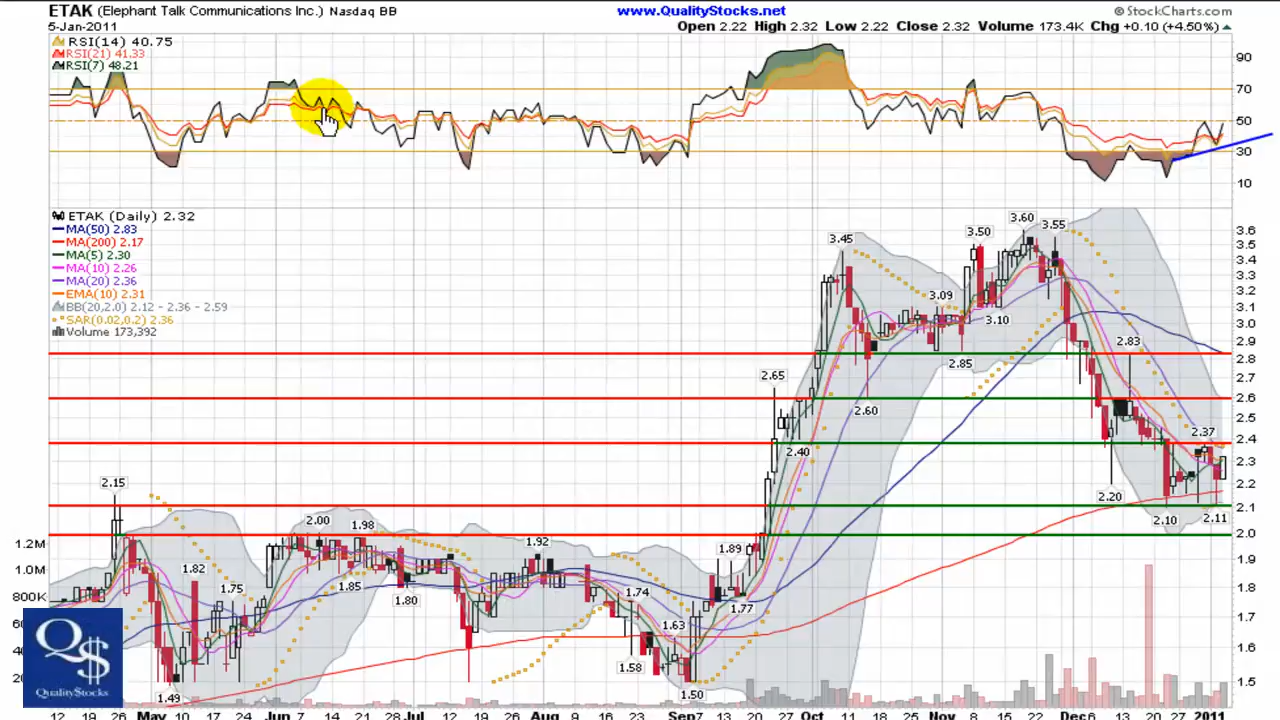 ETAK (Elephant Talk Communications Inc.) Nasdaq BB
www.QualityStocks.net
© StockCharts.com
5-Jan-2011
Open 2.22 High 2.32 Low 2.22 Close 2.32 Volume 173.4K Chg +0.10 (+4.50%)
RSI(14) 40.75
RSI(21) 41.33
RSI(7) 48.21
90
70
50
30
10
ETAK (Daily) 2.32
MA(50) 2.83
MA(200) 2.17
MA(5) 2.30
MA(10) 2.26
MA(20) 2.36
EMA(10) 2.31
BB(20,2.0) 2.12 - 2.36 - 2.59
SAR(0.02,0.2) 2.36
Volume 173,392
3.45
3.09
3.50
3.60
3.55
3.10
2.85
2.83
2.65
2.60
2.40
2.37
2.20
2.10
2.11
2.15
2.00
1.98
1.92
1.89
1.82
1.75
1.85
1.80
1.74
1.77
1.63
1.58
1.49
1.50
3.6
3.5
3.4
3.3
3.2
3.1
3.0
2.9
2.8
2.7
2.6
2.5
2.4
2.3
2.2
2.1
2.0
1.9
1.8
1.7
1.6
1.5
1.2M
1.0M
800K
QS
QualityStocks
12 19 26 May 10 17 24 Jun 7 14 21 28 Jul 12 19 26 Aug 9 16 23 Sep 7 13 20 27 Oct 11 18 25 Nov 8 15 22 Dec 6 13 20 27 2011